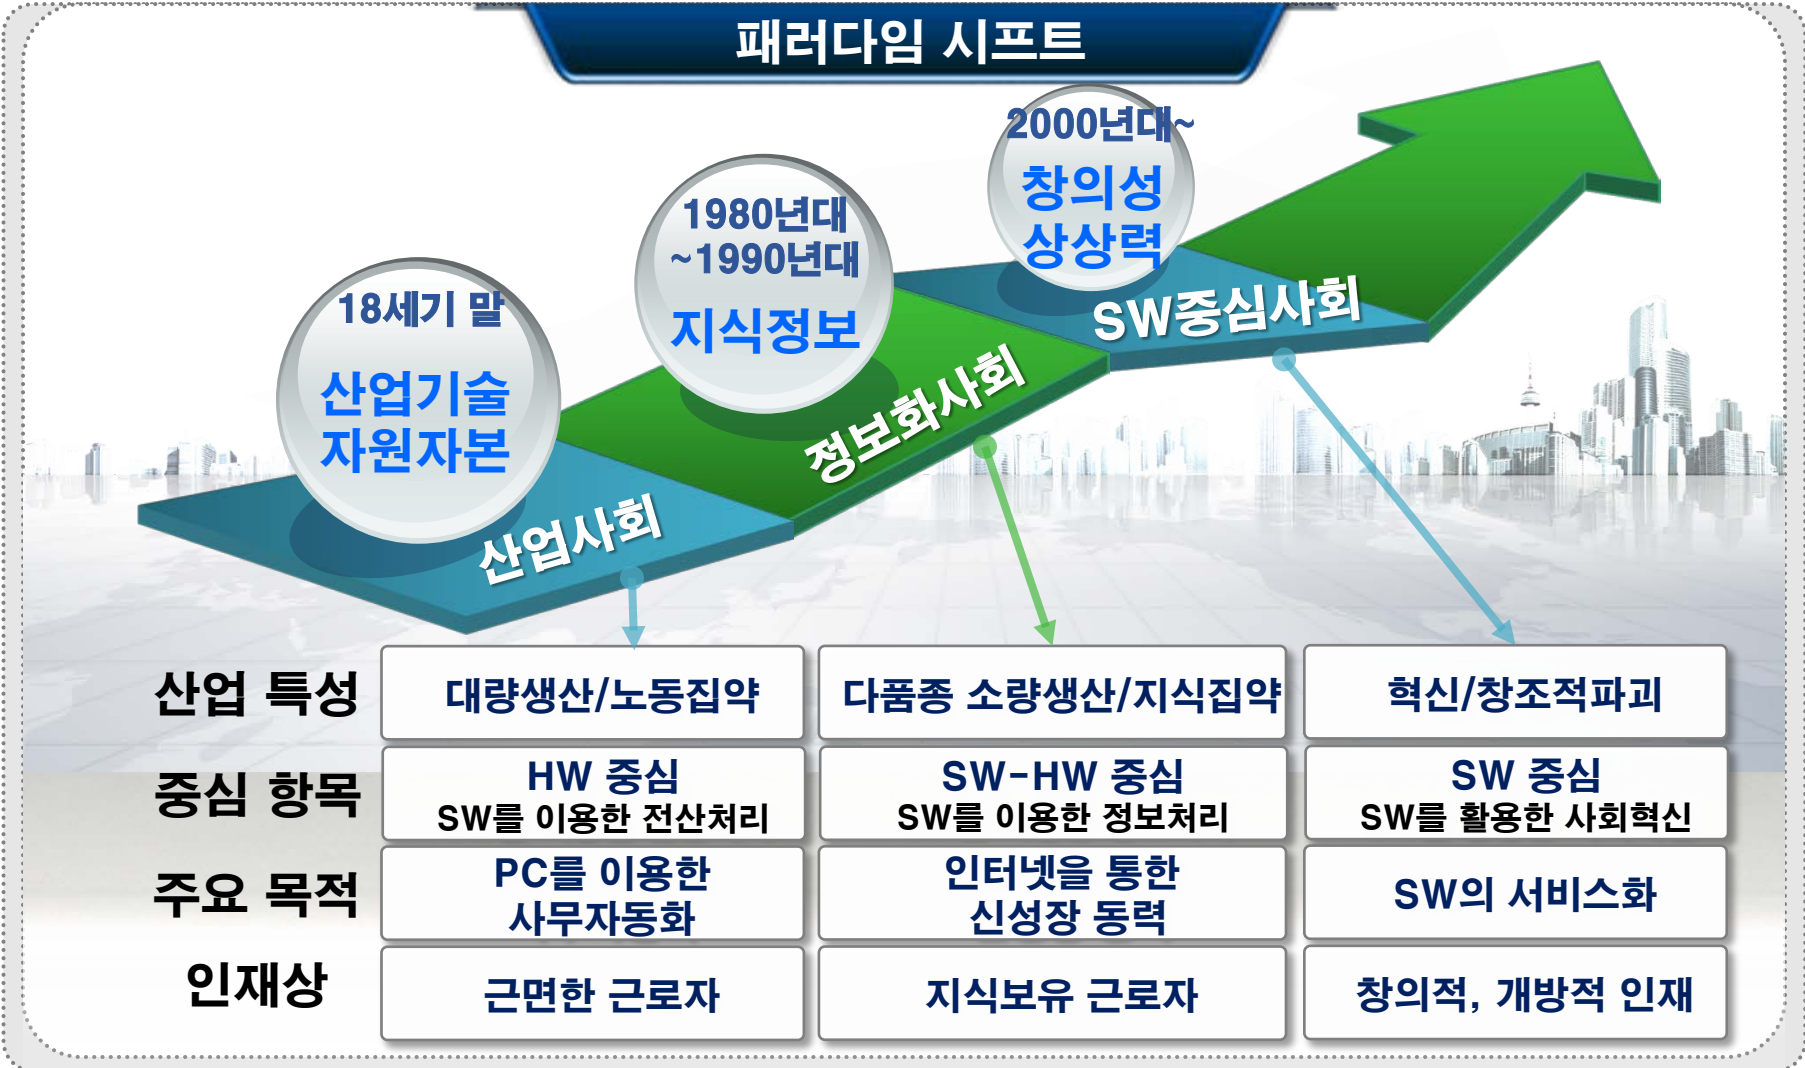 패러다임 시프트
18세기 말
산업기술
자원자본
산업사회
1980년대
~1990년대
지식정보
정보화사회
2000년대~
창의성
상상력
SW중심사회
산업 특성
대량생산/노동집약
다품종 소량생산/지식집약
혁신/창조적파괴
중심 항목
HW 중심
SW를 이용한 전산처리
SW-HW 중심
SW를 이용한 정보처리
SW 중심
SW를 활용한 사회혁신
주요 목적
PC를 이용한
사무자동화
인터넷을 통한
신성장 동력
SW의 서비스화
인재상
근면한 근로자
지식보유 근로자
창의적, 개방적 인재